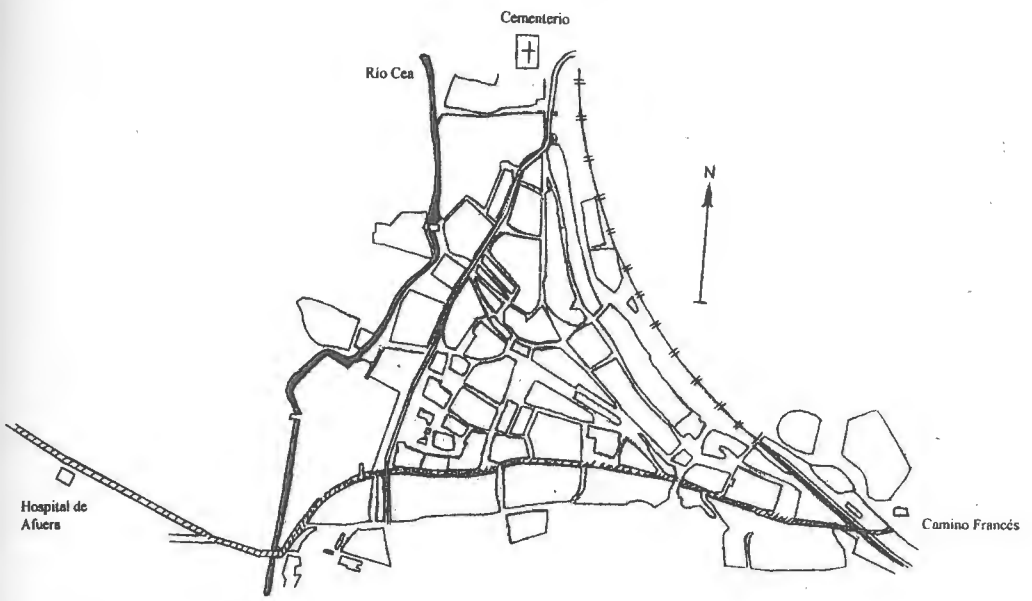 Cementerio
Río Cea
N
Hospital de
Afuera
Camino Francés